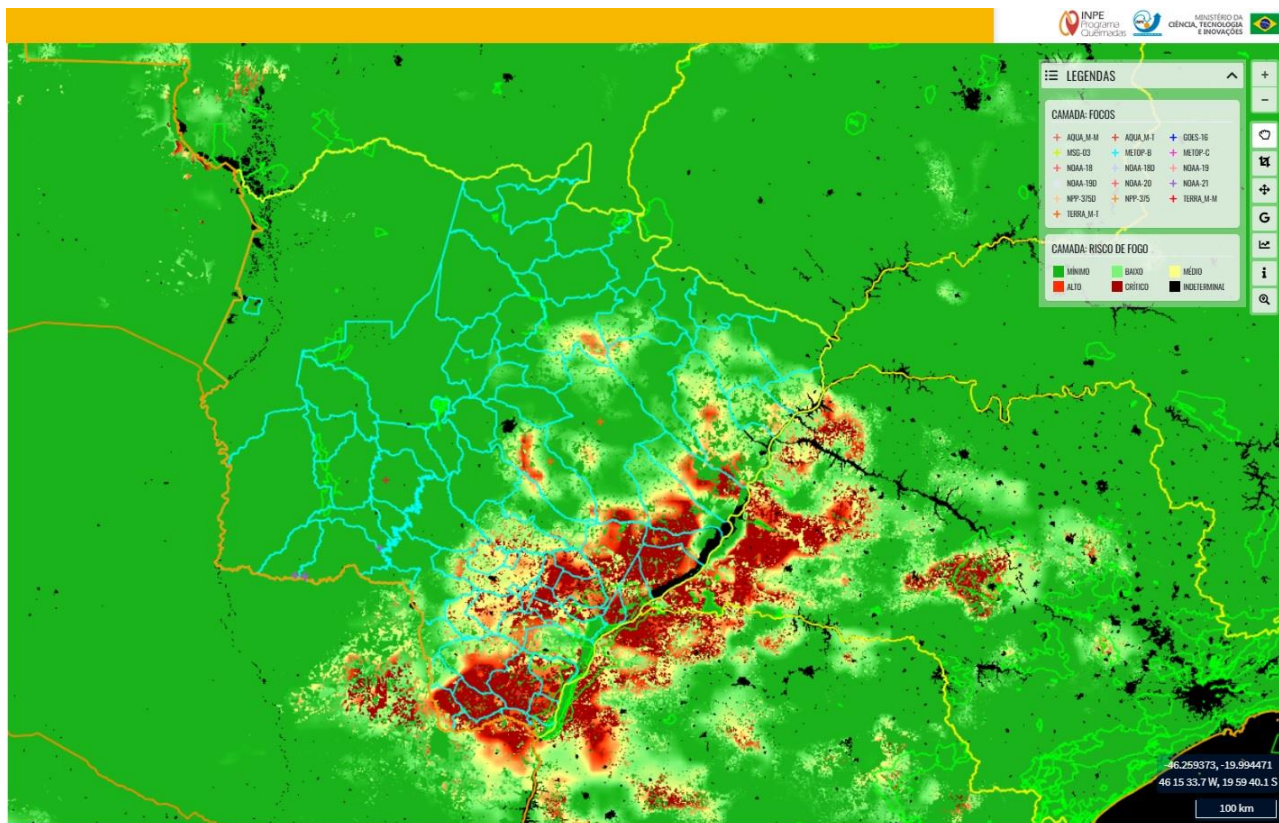 INPE
Programa
Queimadas
MINISTÉRIO DA
CIÊNCIA, TECNOLOGIA
E INOVAÇÕES
LEGENDAS
CAMADA: FOCOS
AQUA_M-M AQUA_M-T GOES-16
MSG-03 METOP-B METOP-C
NOAA-18 NOAA-18D NOAA-19
NOAA-19D NOAA-20 NOAA-21
NPP-375D NPP-375 TERRA_M-M
TERRA_M-T
CAMADA: RISCO DE FOGO
MÍNIMO BAIXO MÉDIO
ALTO CRÍTICO INDETERMINAD
+
−
G
i
-46.259373, -19.994471
46 15 33.7 W, 19 59 40.1 S
100 km